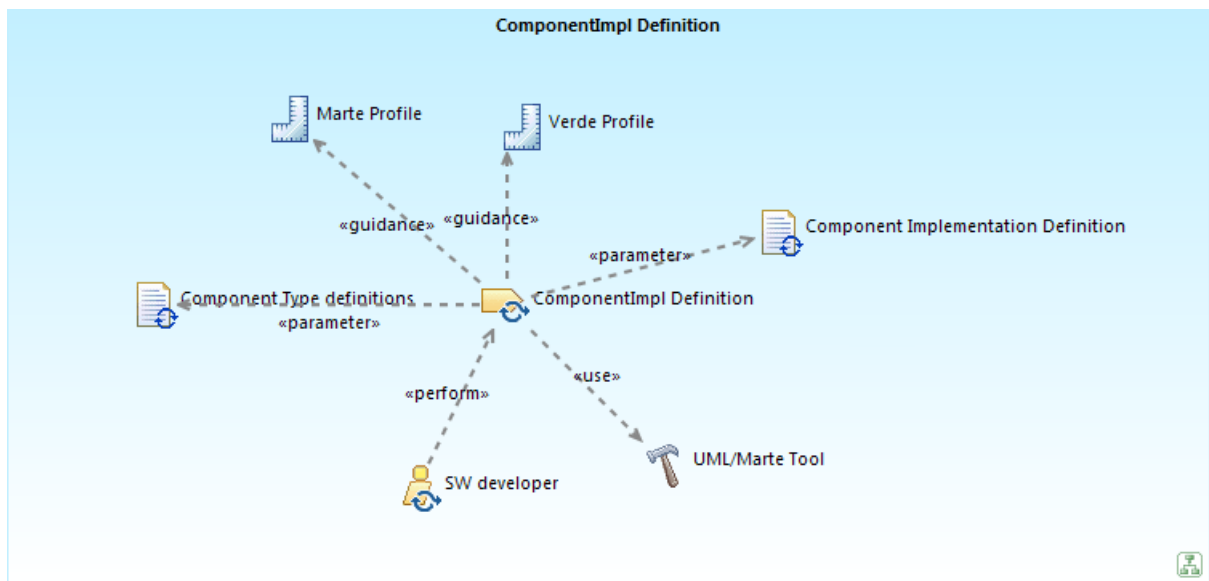 ComponentImpl Definition
Marte Profile
Verde Profile
«guidance»
«guidance»
Component Implementation Definition
«parameter»
Component Type definitions
ComponentImpl Definition
«parameter»
«use»
«perform»
UML/Marte Tool
SW developer